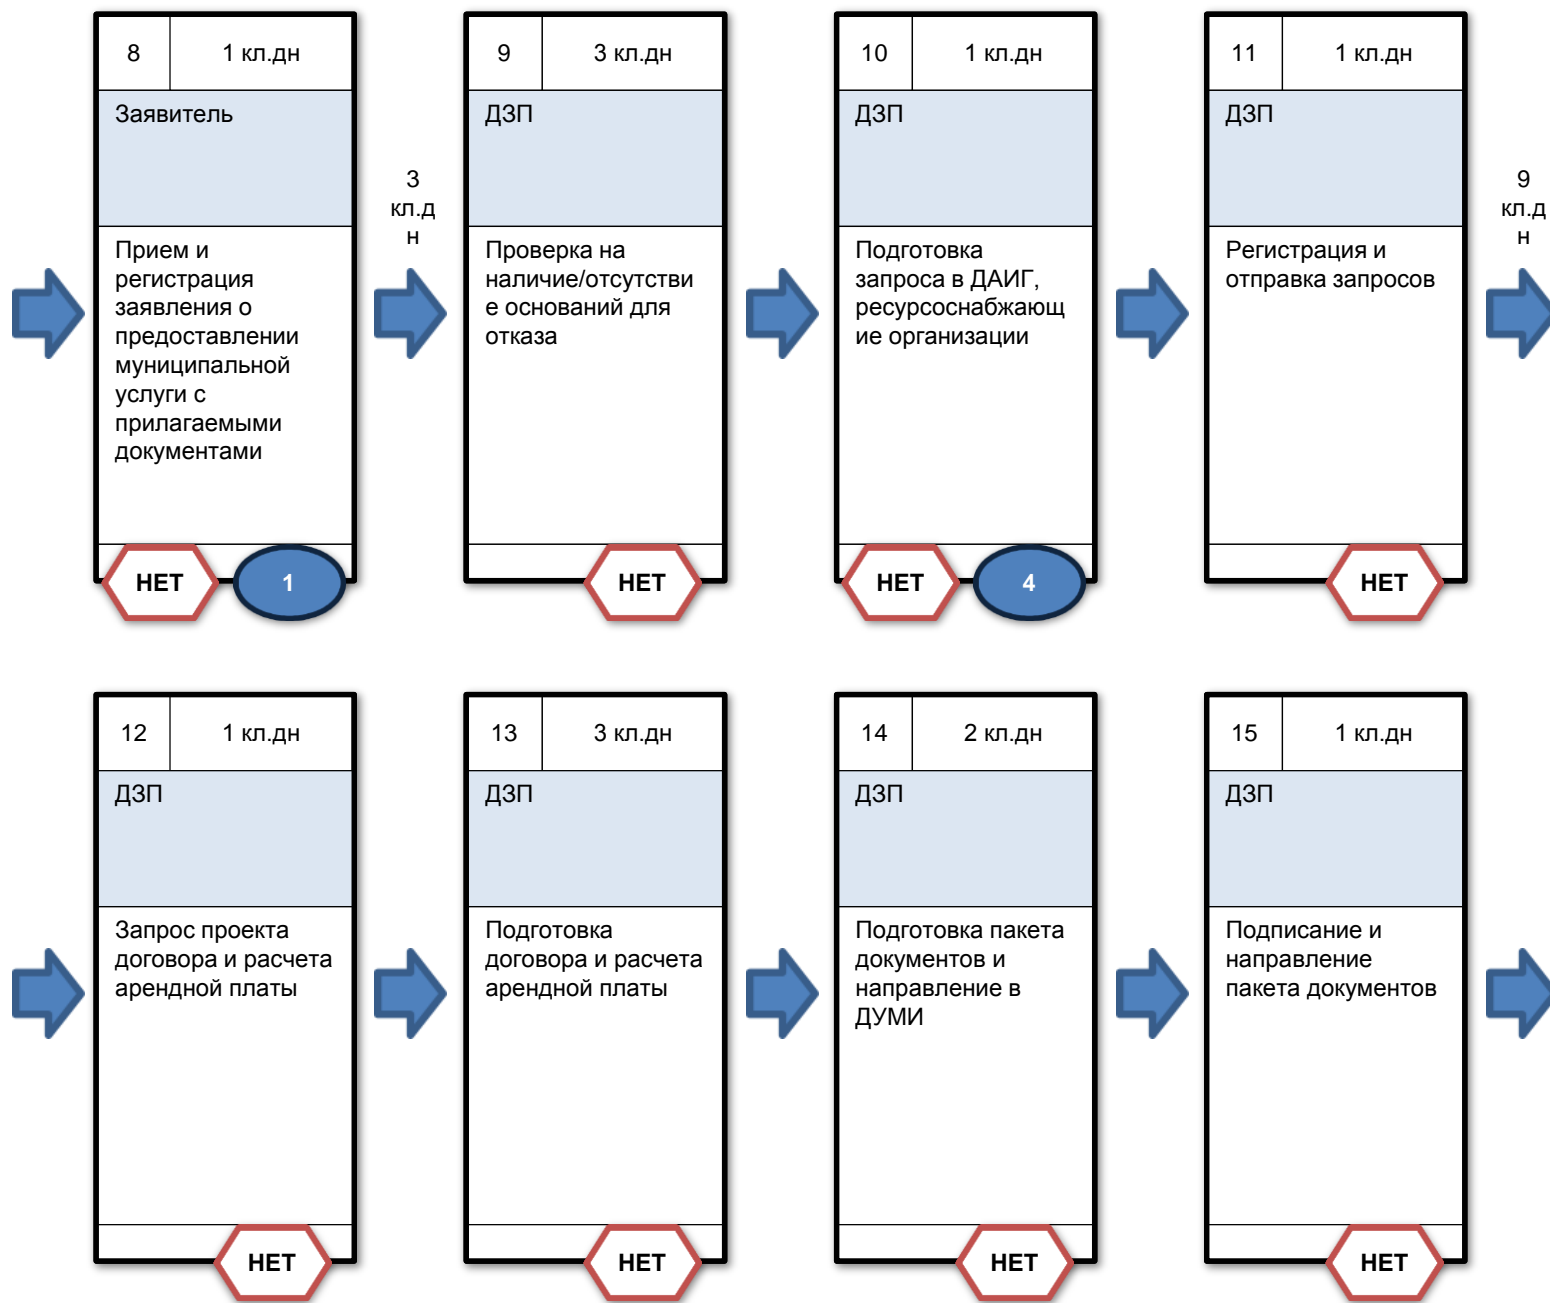 8
1 кл.дн
Заявитель
Прием и
регистрация
заявления о
предоставлении
муниципальной
услуги с
прилагаемыми
документами
НЕТ
1
3
кл.д
н
9
3 кл.дн
ДЗП
Проверка на
наличие/отсутстви
е оснований для
отказа
НЕТ
10
1 кл.дн
ДЗП
Подготовка
запроса в ДАИГ,
ресурсоснабжающ
ие организации
НЕТ
4
11
1 кл.дн
ДЗП
Регистрация и
отправка запросов
НЕТ
9
кл.д
н
12
1 кл.дн
ДЗП
Запрос проекта
договора и расчета
арендной платы
НЕТ
13
3 кл.дн
ДЗП
Подготовка
договора и расчета
арендной платы
НЕТ
14
2 кл.дн
ДЗП
Подготовка пакета
документов и
направление в
ДУМИ
НЕТ
15
1 кл.дн
ДЗП
Подписание и
направление
пакета документов
НЕТ